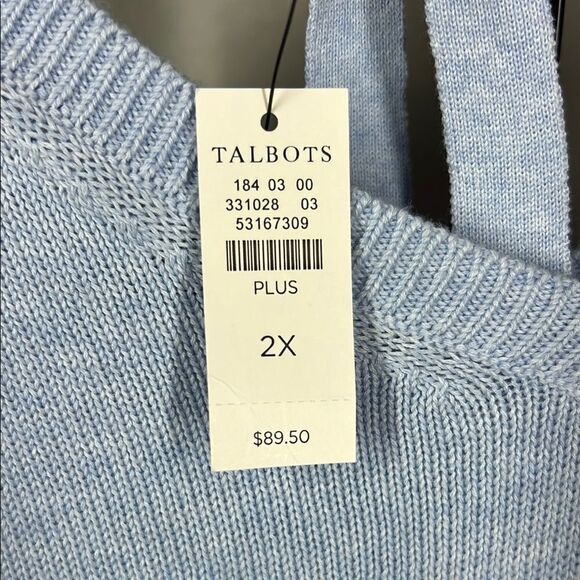 TALBOTS
184 03 00
331028 03
53167309
PLUS
2X
$89.50